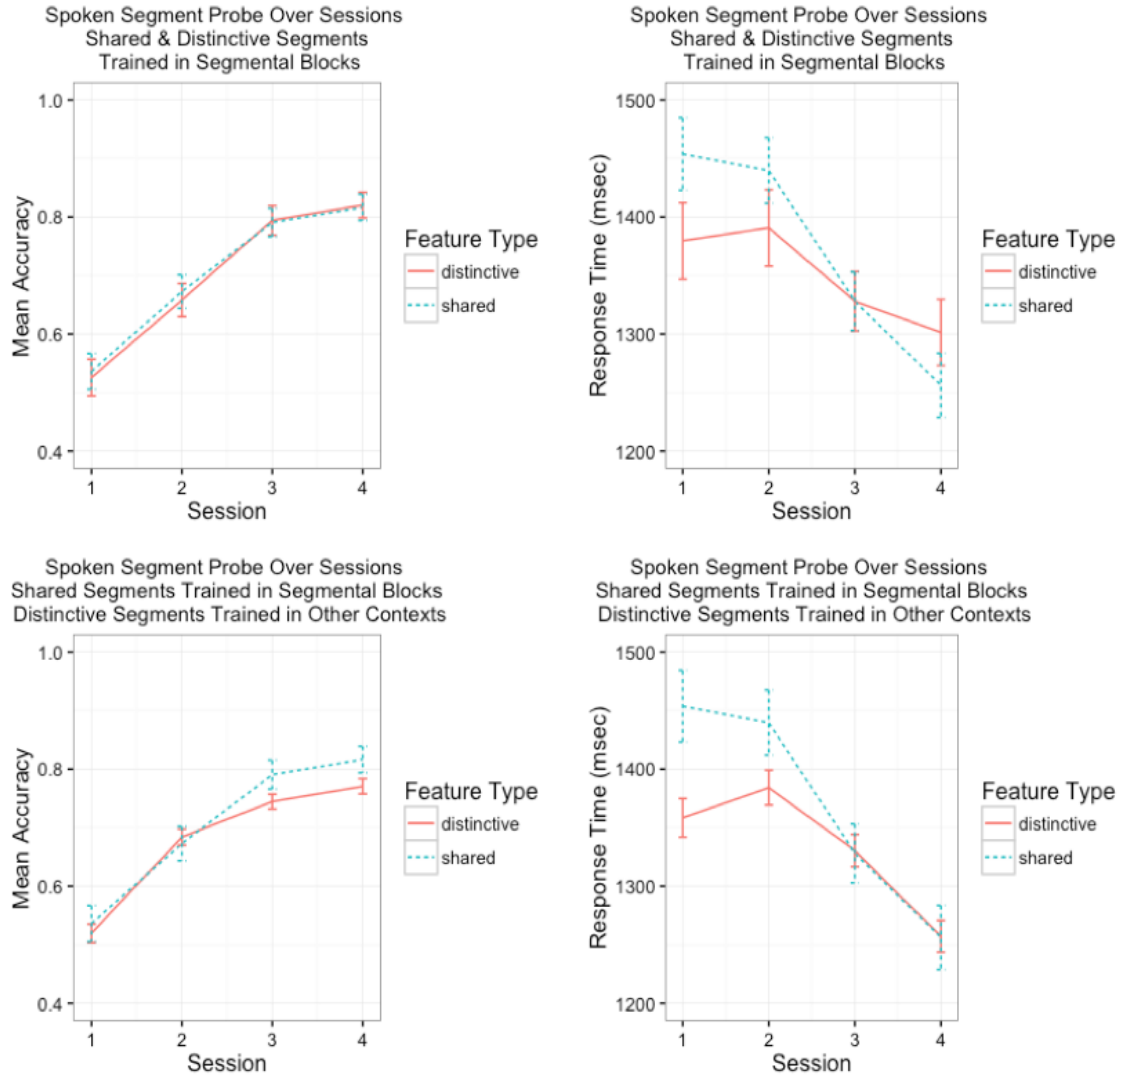 Spoken Segment Probe Over Sessions
Shared & Distinctive Segments
Trained in Segmental Blocks
1.0
0.8
0.6
0.4
Mean Accuracy
1
2
3
4
Session
Feature Type
distinctive
shared
Spoken Segment Probe Over Sessions
Shared & Distinctive Segments
Trained in Segmental Blocks
1500
1400
1300
1200
Response Time (msec)
1
2
3
4
Session
Feature Type
distinctive
shared
Spoken Segment Probe Over Sessions
Shared Segments Trained in Segmental Blocks
Distinctive Segments Trained in Other Contexts
1.0
0.8
0.6
0.4
Mean Accuracy
1
2
3
4
Session
Feature Type
distinctive
shared
Spoken Segment Probe Over Sessions
Shared Segments Trained in Segmental Blocks
Distinctive Segments Trained in Other Contexts
1500
1400
1300
1200
Response Time (msec)
1
2
3
4
Session
Feature Type
distinctive
shared